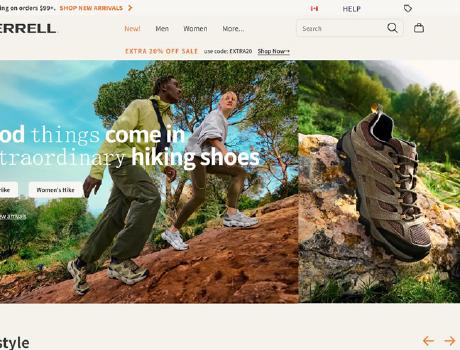 ing on orders $99+. SHOP NEW ARRIVALS
HELP
ERRELL
New! Men Women More...
Search
EXTRA 20% OFF SALE use code: EXTRA20 Shop Now
od things come in
traordinary hiking shoes
Hike Women's Hike
ew arrivals
style